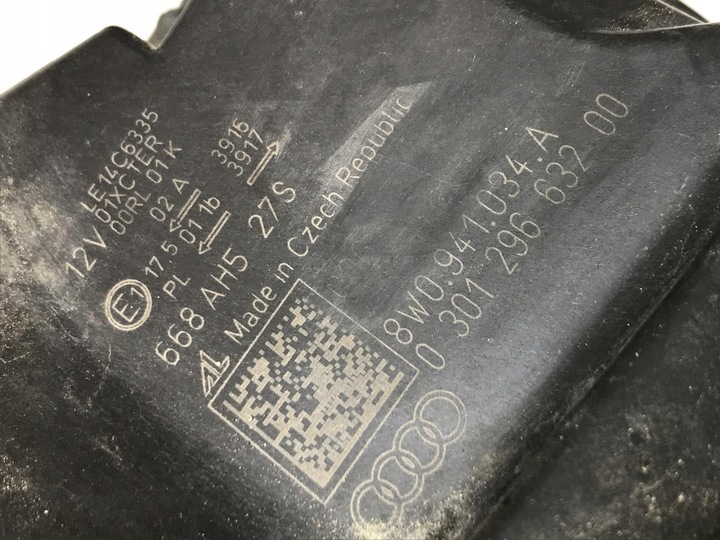 LE14C6335
01XCTER
12V 00RL 01K
02 A 3916
E1 17.5 01 1b 3917
PL
668 AH5 27S
AL Made in Czech Republic
8W0.941.034.A
0 301 296 632 00